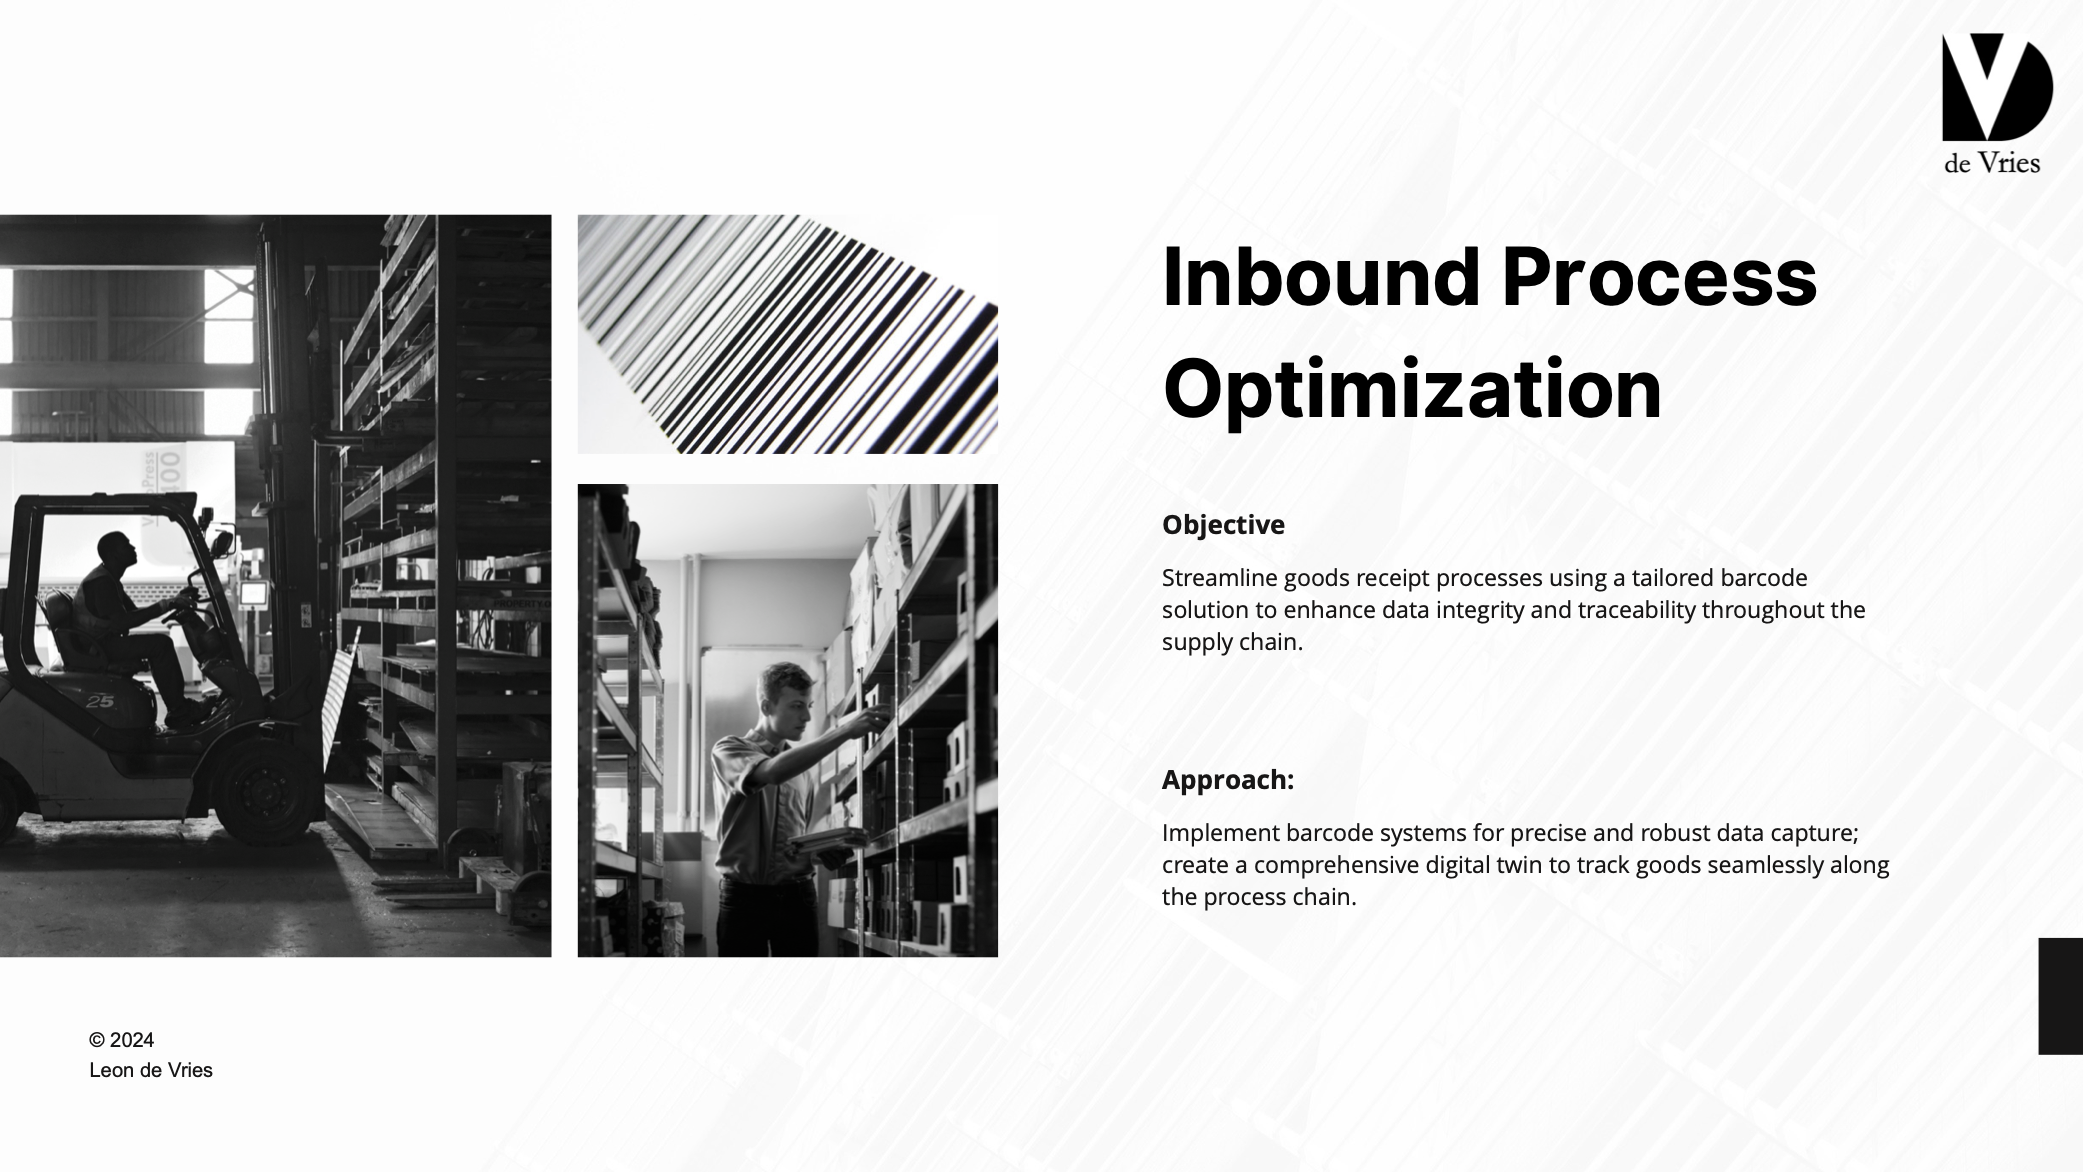 de Vries
Inbound Process
Optimization
Objective
Streamline goods receipt processes using a tailored barcode
solution to enhance data integrity and traceability throughout the
supply chain.
Approach:
Implement barcode systems for precise and robust data capture;
create a comprehensive digital twin to track goods seamlessly along
the process chain.
25
© 2024
Leon de Vries